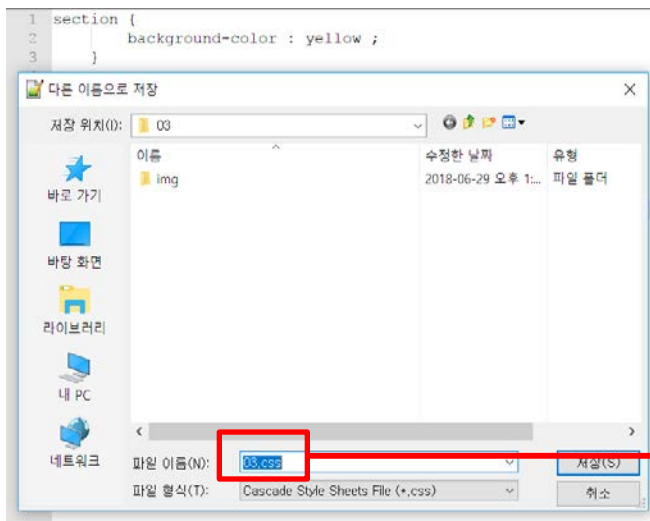 1 section {
2 background-color : yellow ;
3 }
다른 이름으로 저장
저장 위치(I): 03
이름 수정한 날짜 유형
img 2018-06-29 오후 1:... 파일 폴더
바로 가기
바탕 화면
라이브러리
내 PC
네트워크
파일 이름(N): 03.css 저장(S)
파일 형식(T): Cascade Style Sheets File (*.css) 취소